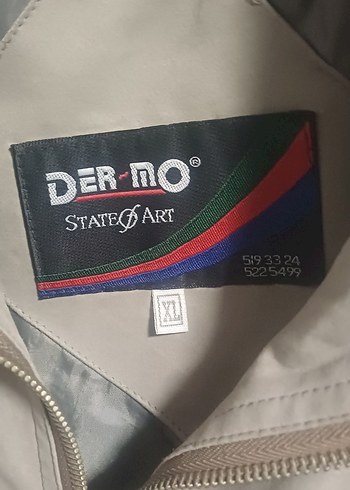 DER-MO®
STATE OF ART
519 33 24
522 54 99
XL